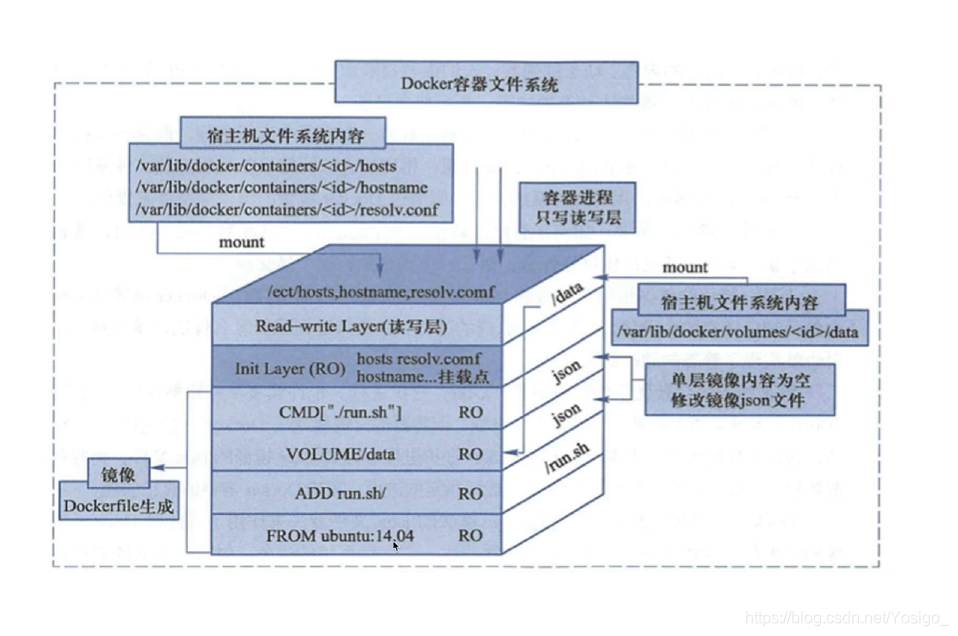 Docker容器文件系统
宿主机文件系统内容
/var/lib/docker/containers/<id>/hosts
/var/lib/docker/containers/<id>/hostname
/var/lib/docker/containers/<id>/resolv.conf
容器进程
只写读写层
mount
mount
宿主机文件系统内容
/var/lib/docker/volumes/<id>/data
/ect/hosts,hostname,resolv.comf
/data
Read-write Layer(读写层)
Init Layer (RO)
hosts resolv.comf
hostname...挂载点
json
单层镜像内容为空
修改镜像json文件
CMD["./run.sh"] RO
json
VOLUME/data RO
/run.sh
镜像
Dockerfile生成
ADD run.sh/ RO
FROM ubuntu:14.04 RO
https://blog.csdn.net/Yosigo_